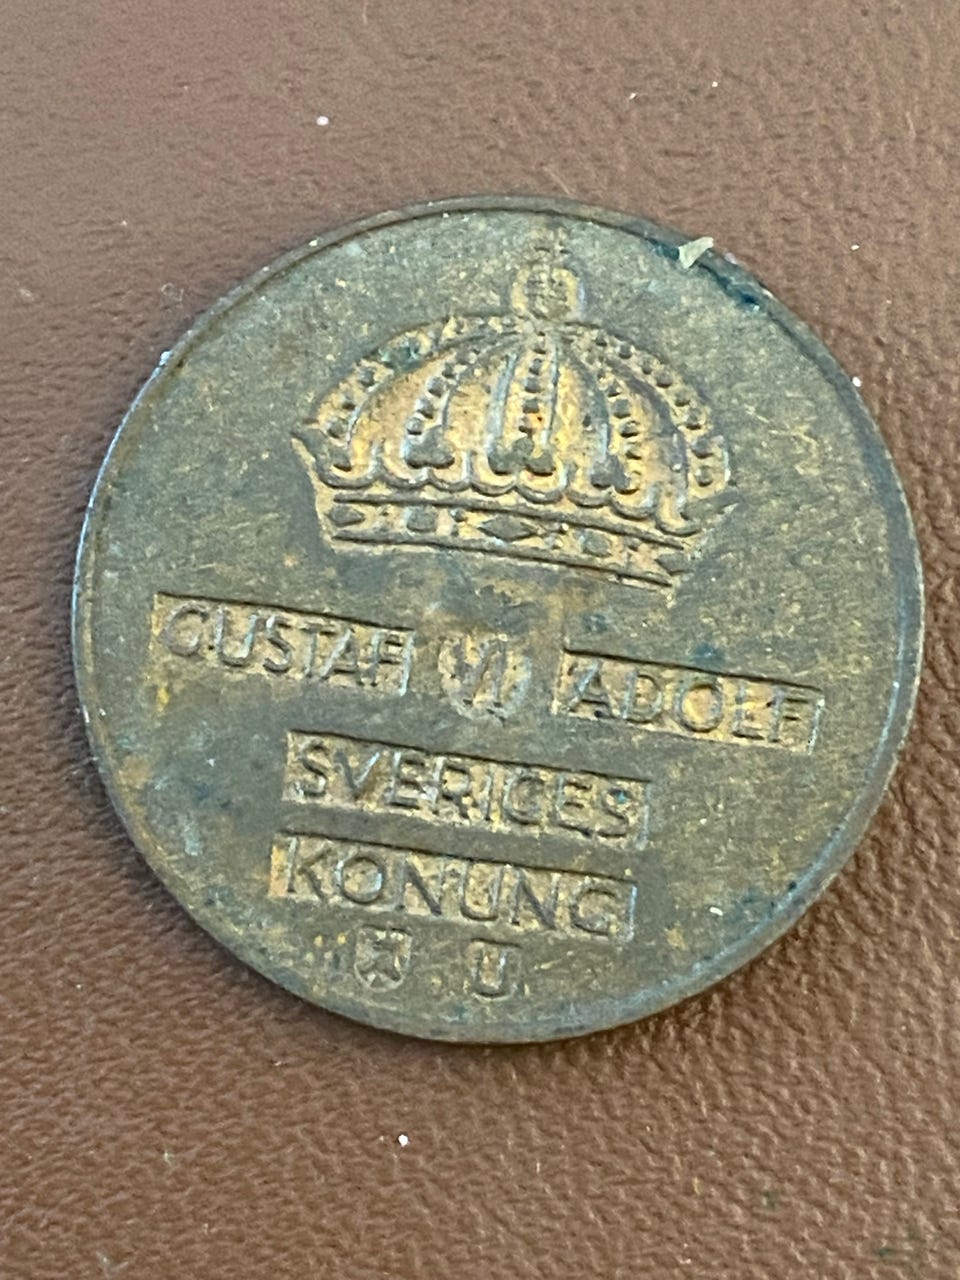 GUSTAF VI ADOLF
SVERIGES
KONUNG
U